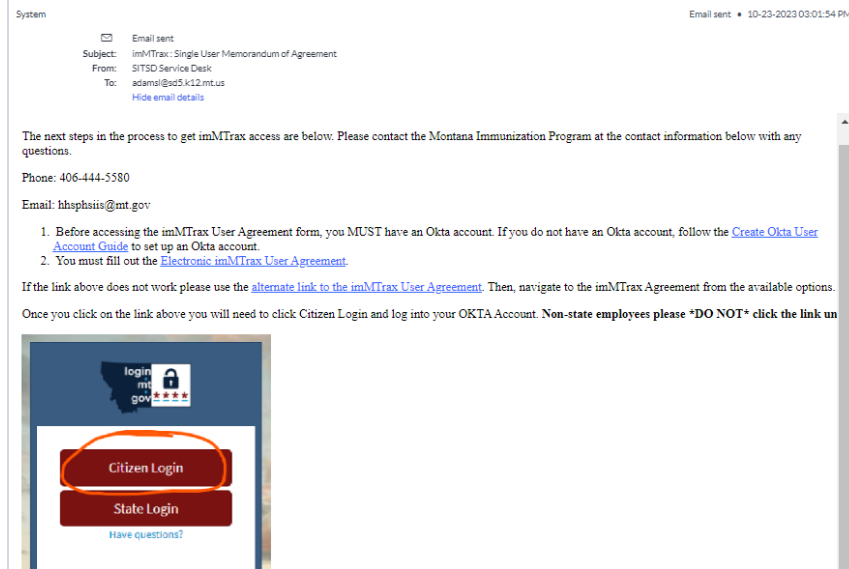 System
Email sent • 10-23-2023 03:01:54 PM
Email sent
Subject: imMTrax : Single User Memorandum of Agreement
From: SITSD Service Desk
To: adamsl@sd5.k12.mt.us
Hide email details
The next steps in the process to get imMTrax access are below. Please contact the Montana Immunization Program at the contact information below with any
questions.
Phone: 406-444-5580
Email: hhsphsiis@mt.gov
1. Before accessing the imMTrax User Agreement form, you MUST have an Okta account. If you do not have an Okta account, follow the Create Okta User
Account Guide to set up an Okta account.
2. You must fill out the Electronic imMTrax User Agreement.
If the link above does not work please use the alternate link to the imMTrax User Agreement. Then, navigate to the imMTrax Agreement from the available options.
Once you click on the link above you will need to click Citizen Login and log into your OKTA Account. Non-state employees please *DO NOT* click the link un
login
mt
gov ****
Citizen Login
State Login
Have questions?